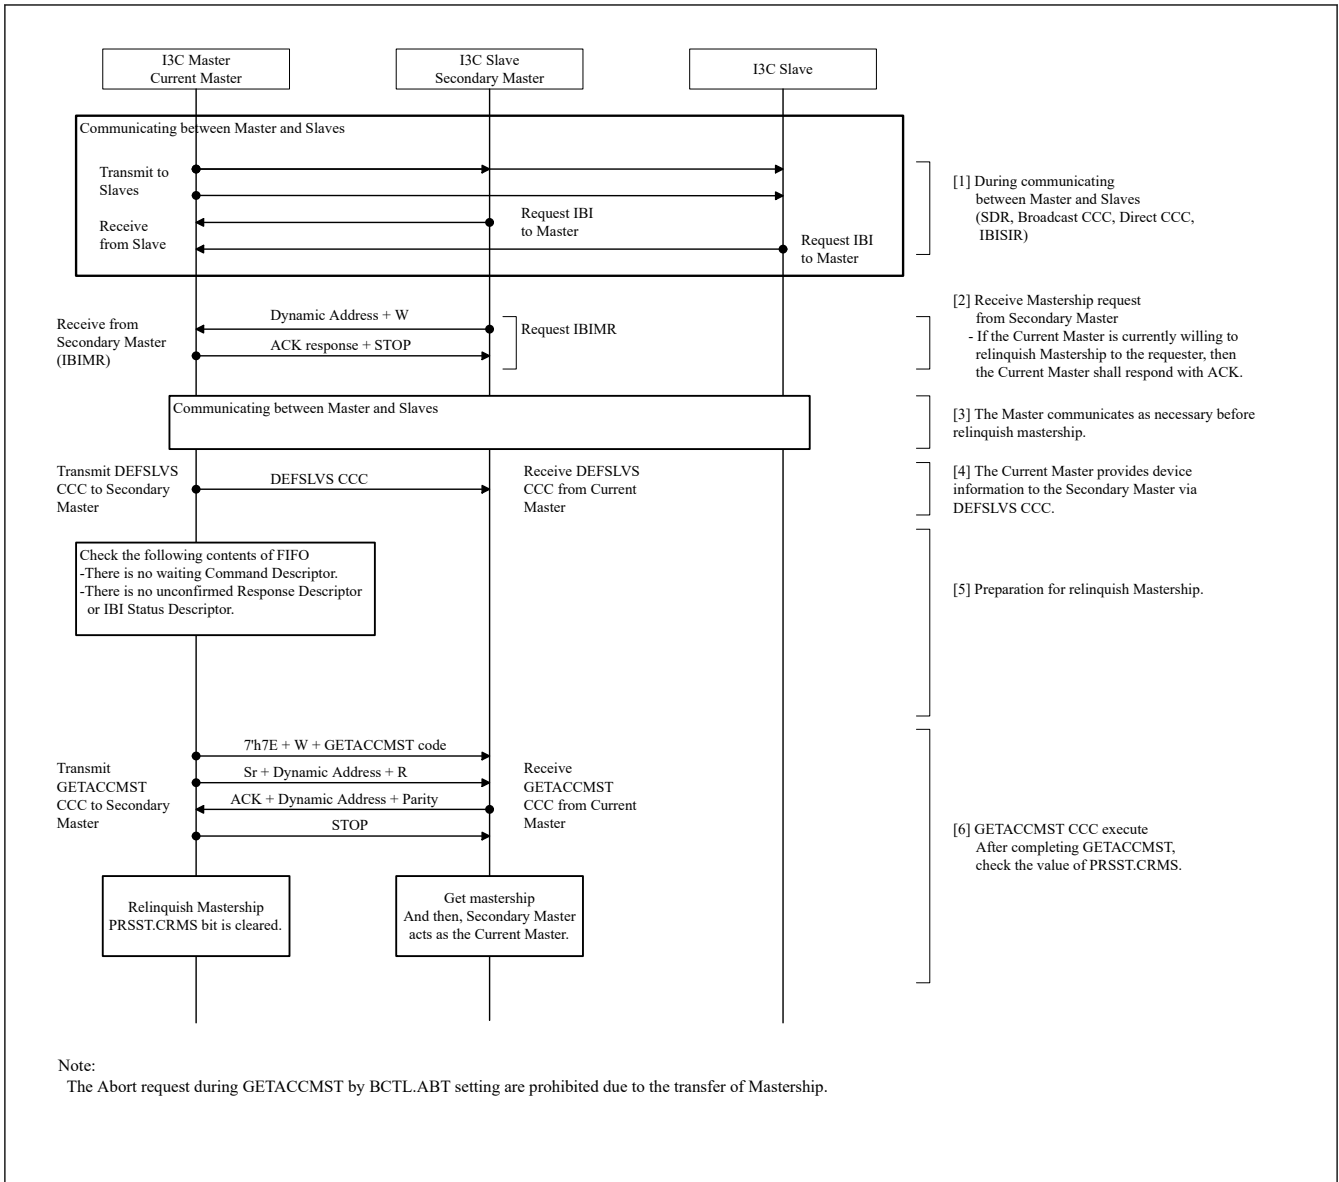 I3C Master
Current Master
I3C Slave
Secondary Master
I3C Slave
Communicating between Master and Slaves
Transmit to
Slaves
Receive
from Slave
Request IBI
to Master
Request IBI
to Master
[1] During communicating
between Master and Slaves
(SDR, Broadcast CCC, Direct CCC,
IBISIR)
Receive from
Secondary Master
(IBIMR)
Dynamic Address + W
ACK response + STOP
Request IBIMR
[2] Receive Mastership request
from Secondary Master
- If the Current Master is currently willing to
relinquish Mastership to the requester, then
the Current Master shall respond with ACK.
Communicating between Master and Slaves
[3] The Master communicates as necessary before
relinquish mastership.
Transmit DEFSLVS
CCC to Secondary
Master
DEFSLVS CCC
Receive DEFSLVS
CCC from Current
Master
[4] The Current Master provides device
information to the Secondary Master via
DEFSLVS CCC.
Check the following contents of FIFO
-There is no waiting Command Descriptor.
-There is no unconfirmed Response Descriptor
or IBI Status Descriptor.
[5] Preparation for relinquish Mastership.
Transmit
GETACCMST
CCC to Secondary
Master
7'h7E + W + GETACCMST code
Sr + Dynamic Address + R
ACK + Dynamic Address + Parity
STOP
Receive
GETACCMST
CCC from Current
Master
[6] GETACCMST CCC execute
After completing GETACCMST,
check the value of PRSST.CRMS.
Relinquish Mastership
PRSST.CRMS bit is cleared.
Get mastership
And then, Secondary Master
acts as the Current Master.
Note:
The Abort request during GETACCMST by BCTL.ABT setting are prohibited due to the transfer of Mastership.